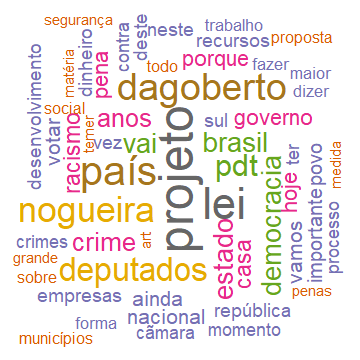 segurança
trabalho
neste
deste
contra
recursos
proposta
dinheiro
matéria
desenvolvimento
votar
pena
todo
porque
fazer
maior
dagoberto
dizer
social
racismo
temer
anos
sul
governo
vez
vai
brasil
ter
povo
medida
país
projeto
lei
pdt
democracia
hoje
nogueira
estado
casa
vamos
importante
processo
crimes
crime
art
grande
sobre
deputados
penas
empresas
ainda
república
forma
nacional
momento
cãmara
municípios